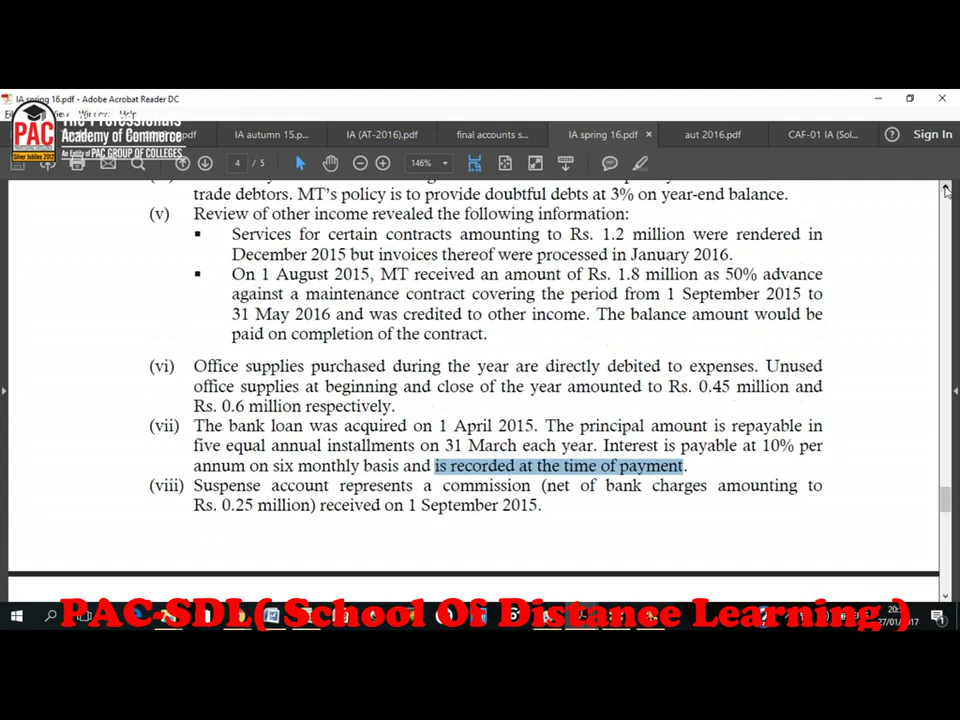 IA spring 16.pdf - Adobe Acrobat Reader DC
Window Help
The Professionals
PAC
Academy of Commerce
Silver Jubilee
An Entity of PAC GROUP OF COLLEGES
.pdf
IA autumn 15.p...
IA (AT-2016).pdf
final accounts s...
IA spring 16.pdf ×
aut 2016.pdf
CAF-01 IA (Sol...
Sign In
4 / 5
146%
trade debtors. MT's policy is to provide doubtful debts at 3% on year-end balance.
(v) Review of other income revealed the following information:
▪ Services for certain contracts amounting to Rs. 1.2 million were rendered in
December 2015 but invoices thereof were processed in January 2016.
▪ On 1 August 2015, MT received an amount of Rs. 1.8 million as 50% advance
against a maintenance contract covering the period from 1 September 2015 to
31 May 2016 and was credited to other income. The balance amount would be
paid on completion of the contract.
(vi) Office supplies purchased during the year are directly debited to expenses. Unused
office supplies at beginning and close of the year amounted to Rs. 0.45 million and
Rs. 0.6 million respectively.
(vii) The bank loan was acquired on 1 April 2015. The principal amount is repayable in
five equal annual installments on 31 March each year. Interest is payable at 10% per
annum on six monthly basis and is recorded at the time of payment.
(viii) Suspense account represents a commission (net of bank charges amounting to
Rs. 0.25 million) received on 1 September 2015.
PAC-SDL( School Of Distance Learning )
27/01/2017